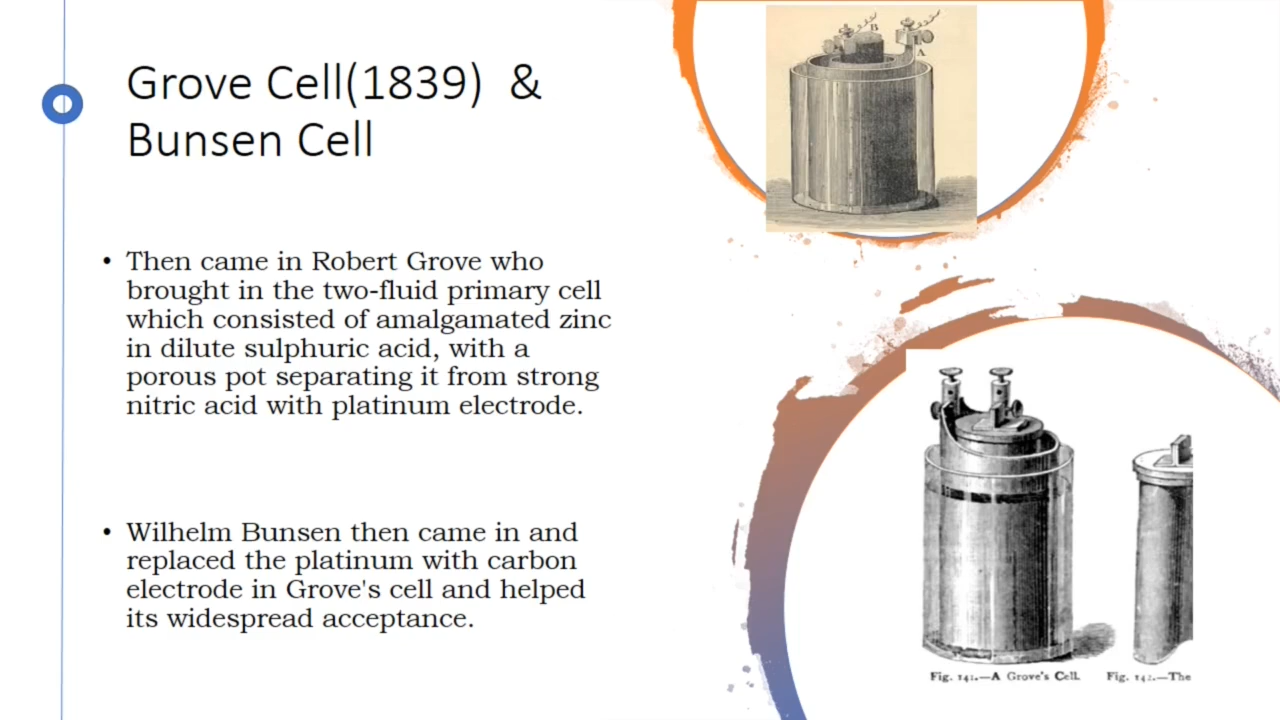 Grove Cell(1839) &
Bunsen Cell
• Then came in Robert Grove who
brought in the two-fluid primary cell
which consisted of amalgamated zinc
in dilute sulphuric acid, with a
porous pot separating it from strong
nitric acid with platinum electrode.
• Wilhelm Bunsen then came in and
replaced the platinum with carbon
electrode in Grove's cell and helped
its widespread acceptance.
B
A
Fig. 141.—A Grove's Cell. Fig. 142.—The